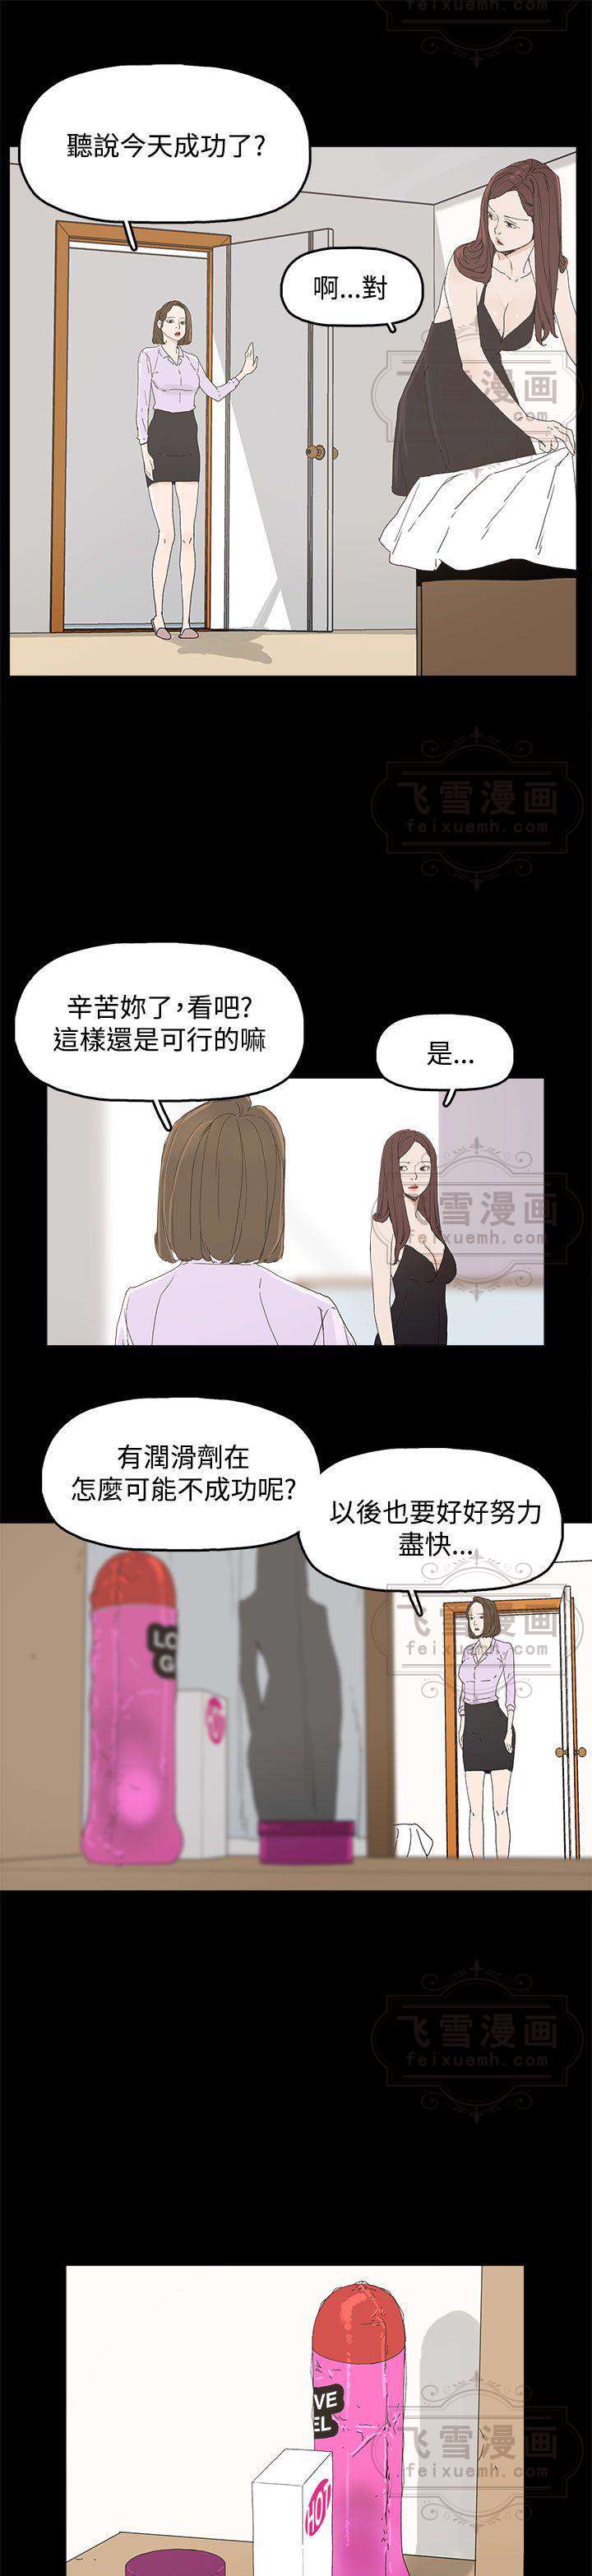 聽說今天成功了?
啊...對
飞雪漫画
feixuemh.com
飞雪漫画
feixuemh.com
辛苦妳了,看吧?
這樣還是可行的嘛
是...
飞雪漫画
feixuemh.com
有潤滑劑在
怎麼可能不成功呢?
以後也要好好努力
盡快...
飞雪漫画
feixuemh.com
飞雪漫画
feixuemh.com
飞雪漫画
feixuemh.com
HOT